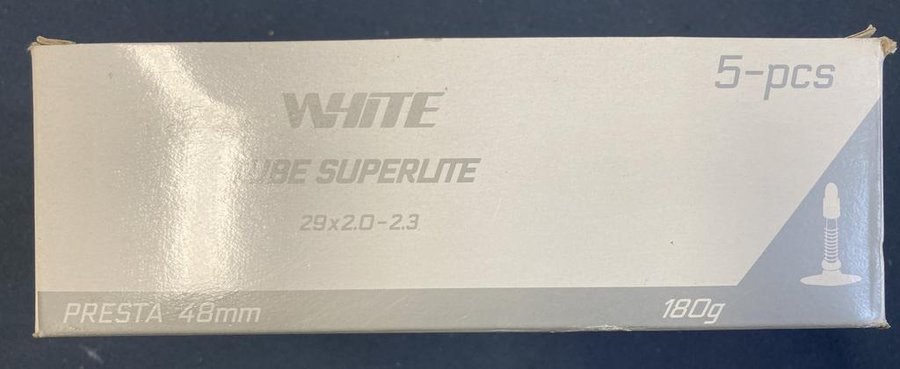 5-pcs
WHITE
UBE SUPERLITE
29x2.0-2.3
PRESTA 48mm
180g